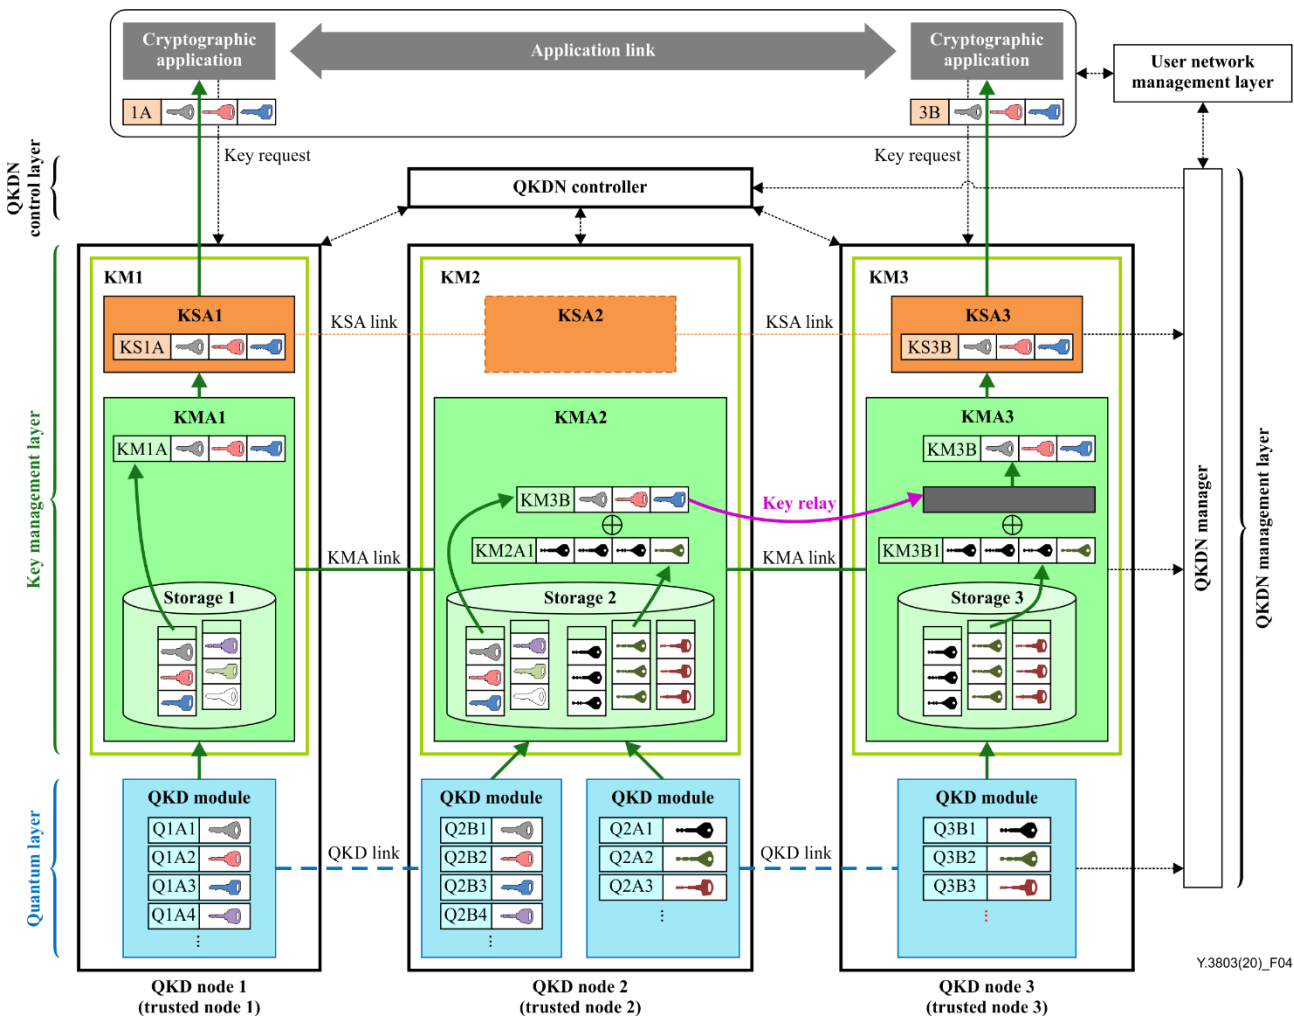 Cryptographic
application
Application link
Cryptographic
application
User network
management layer
1A
3B
Key request
Key request
QKDN
control layer
QKDN controller
KM1
KM2
KM3
KSA1
KS1A
KSA link
KSA2
KSA link
KSA3
KS3B
Key management layer
KMA1
KM1A
KMA2
KM3B
Key relay
KM2A1
KMA3
KM3B
KM3B1
KMA link
KMA link
Storage 1
Storage 2
Storage 3
QKDN manager
QKDN management layer
Quantum layer
QKD module
Q1A1
Q1A2
Q1A3
Q1A4
⋮
QKD link
QKD module
Q2B1
Q2B2
Q2B3
Q2B4
⋮
QKD module
Q2A1
Q2A2
Q2A3
⋮
QKD link
QKD module
Q3B1
Q3B2
Q3B3
⋮
QKD node 1
(trusted node 1)
QKD node 2
(trusted node 2)
QKD node 3
(trusted node 3)
Y.3803(20)_F04